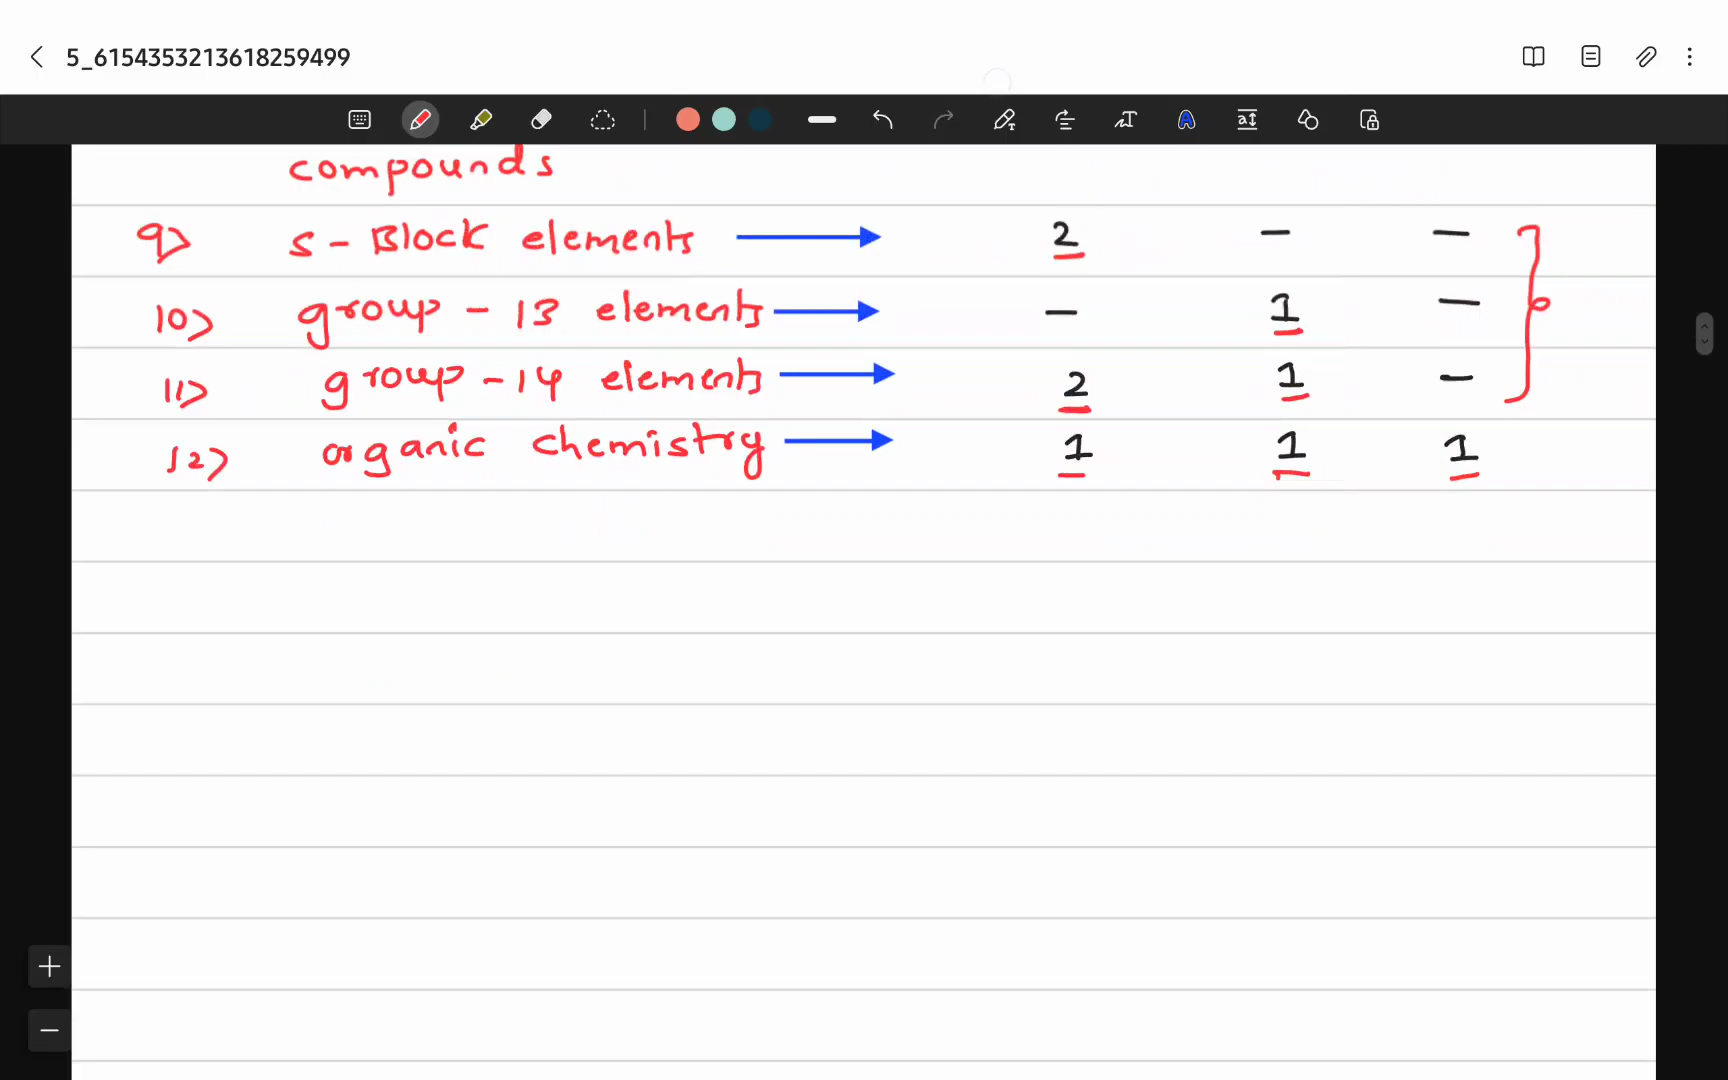 5_6154353213618259499
compounds
9> s - Block elements → 2 — —
10> group - 13 elements → — 1 —
11> group - 14 elements → 2 1 —
12> organic chemistry → 1 1 1